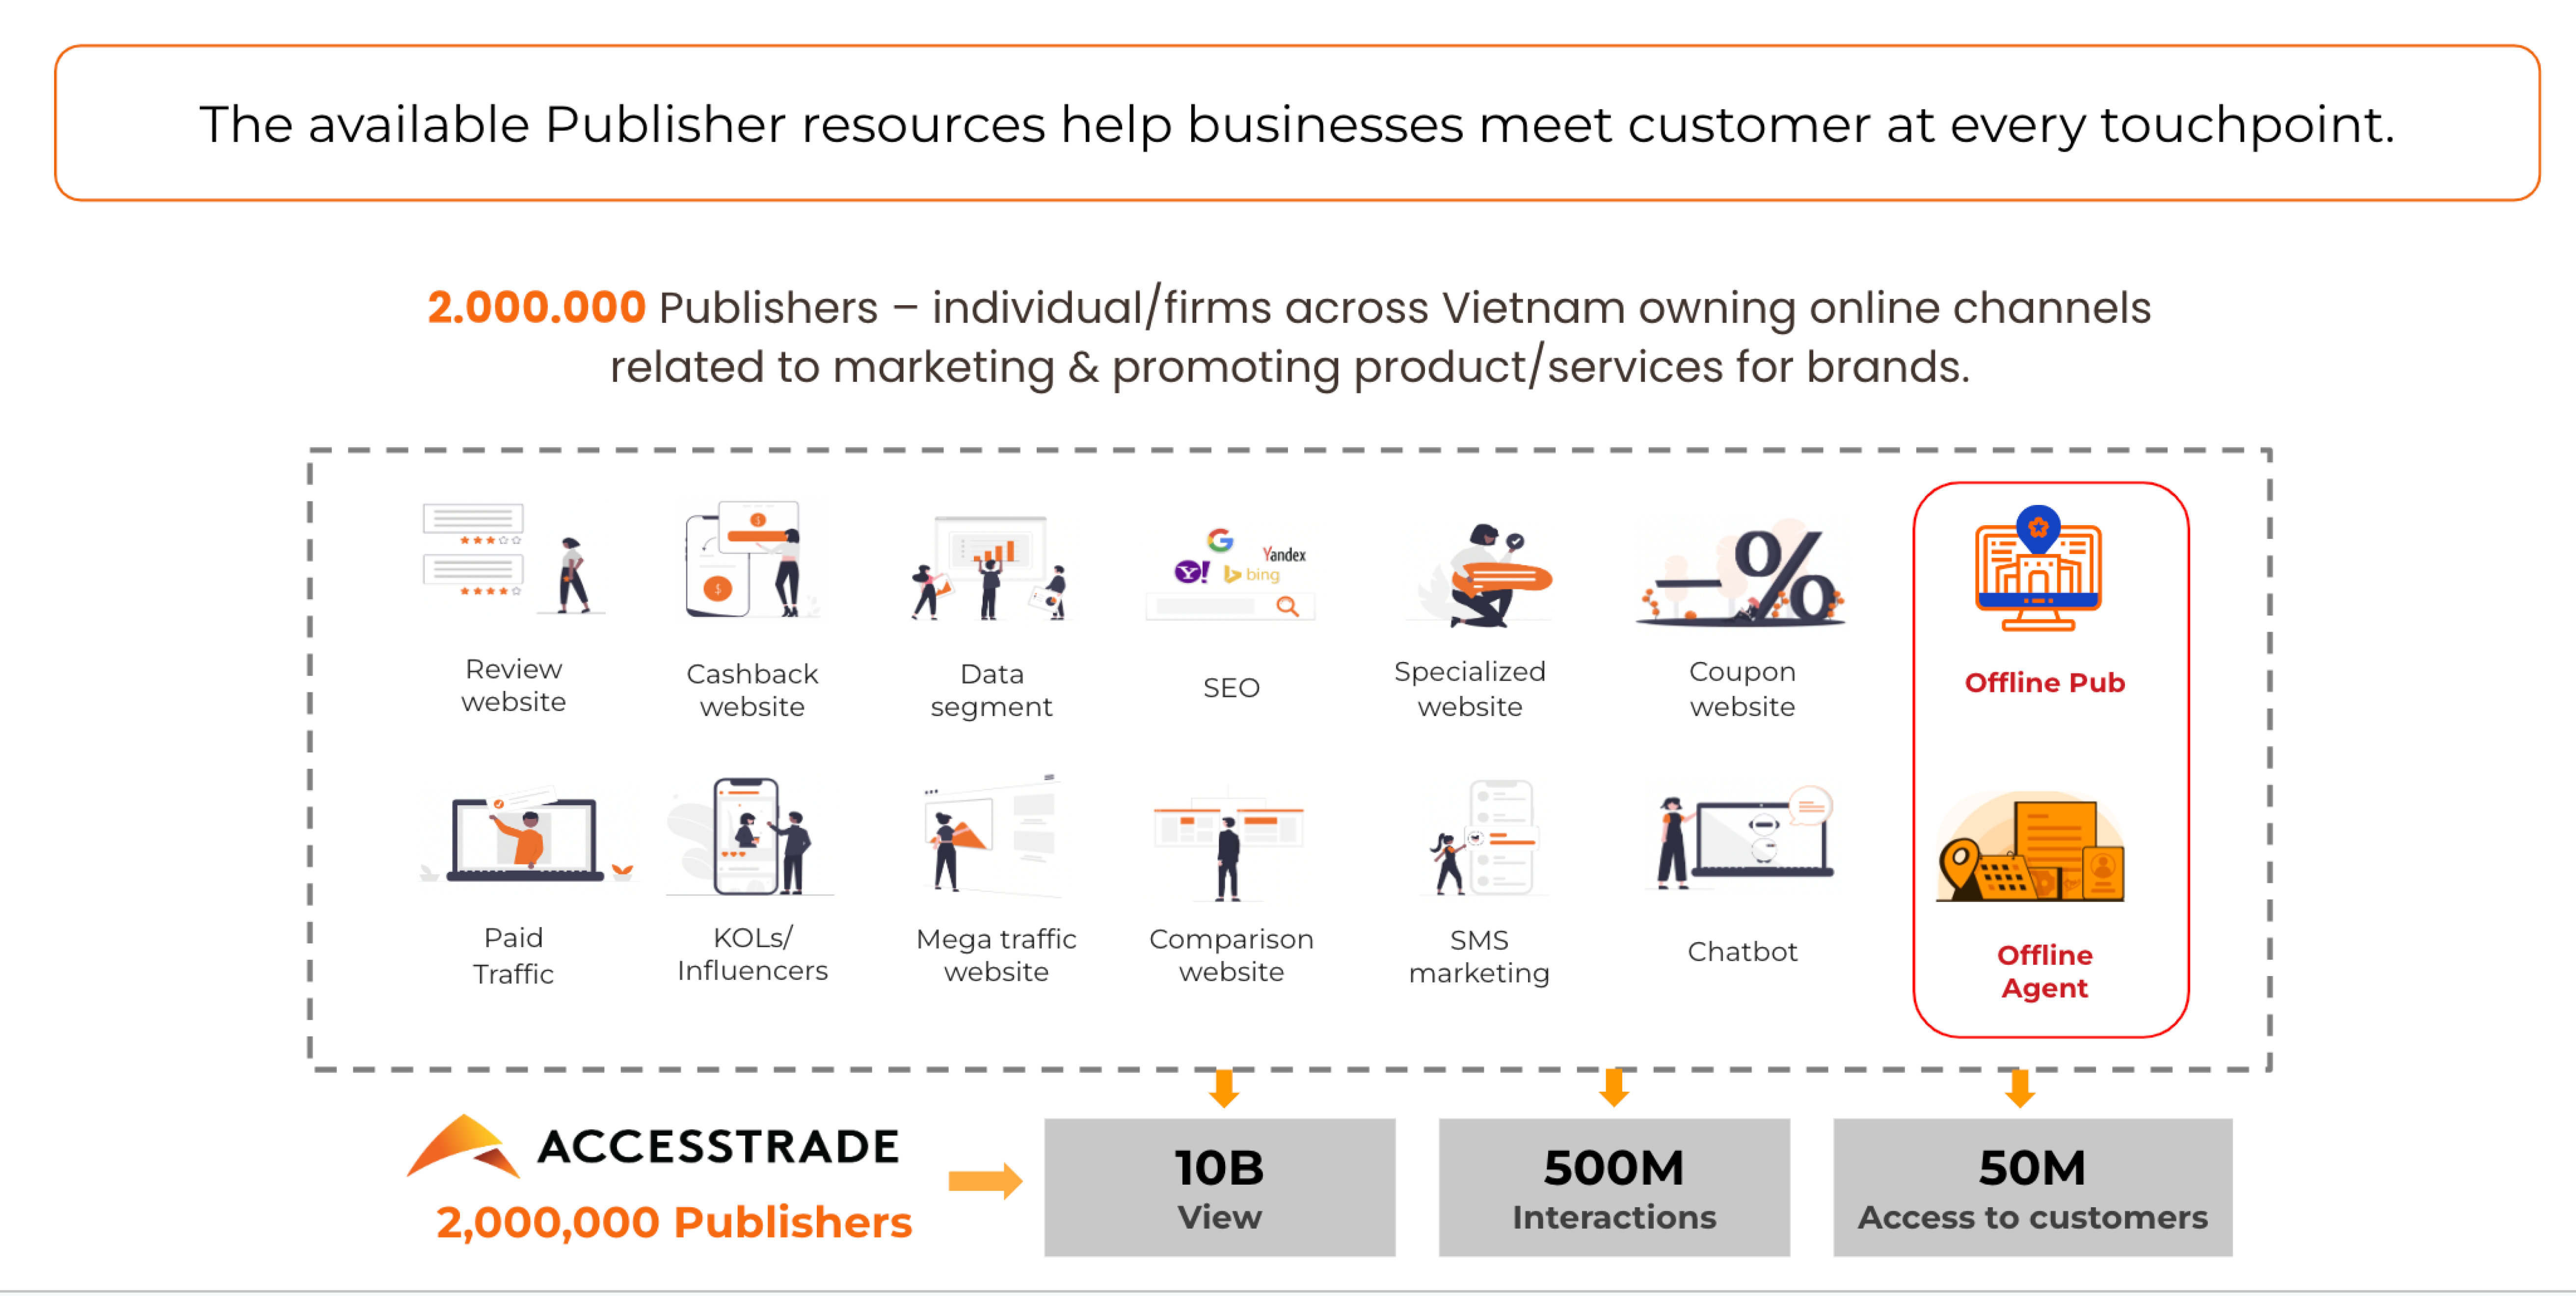 The available Publisher resources help businesses meet customer at every touchpoint.
2.000.000 Publishers – individual/firms across Vietnam owning online channels
related to marketing & promoting product/services for brands.
Review
website
Cashback
website
Data
segment
G
Y!
Yandex
bing
SEO
Specialized
website
-%
Coupon
website
Offline Pub
Paid
Traffic
KOLs/
Influencers
Mega traffic
website
Comparison
website
SMS
marketing
Chatbot
Offline
Agent
ACCESSTRADE
2,000,000 Publishers
10B
View
500M
Interactions
50M
Access to customers